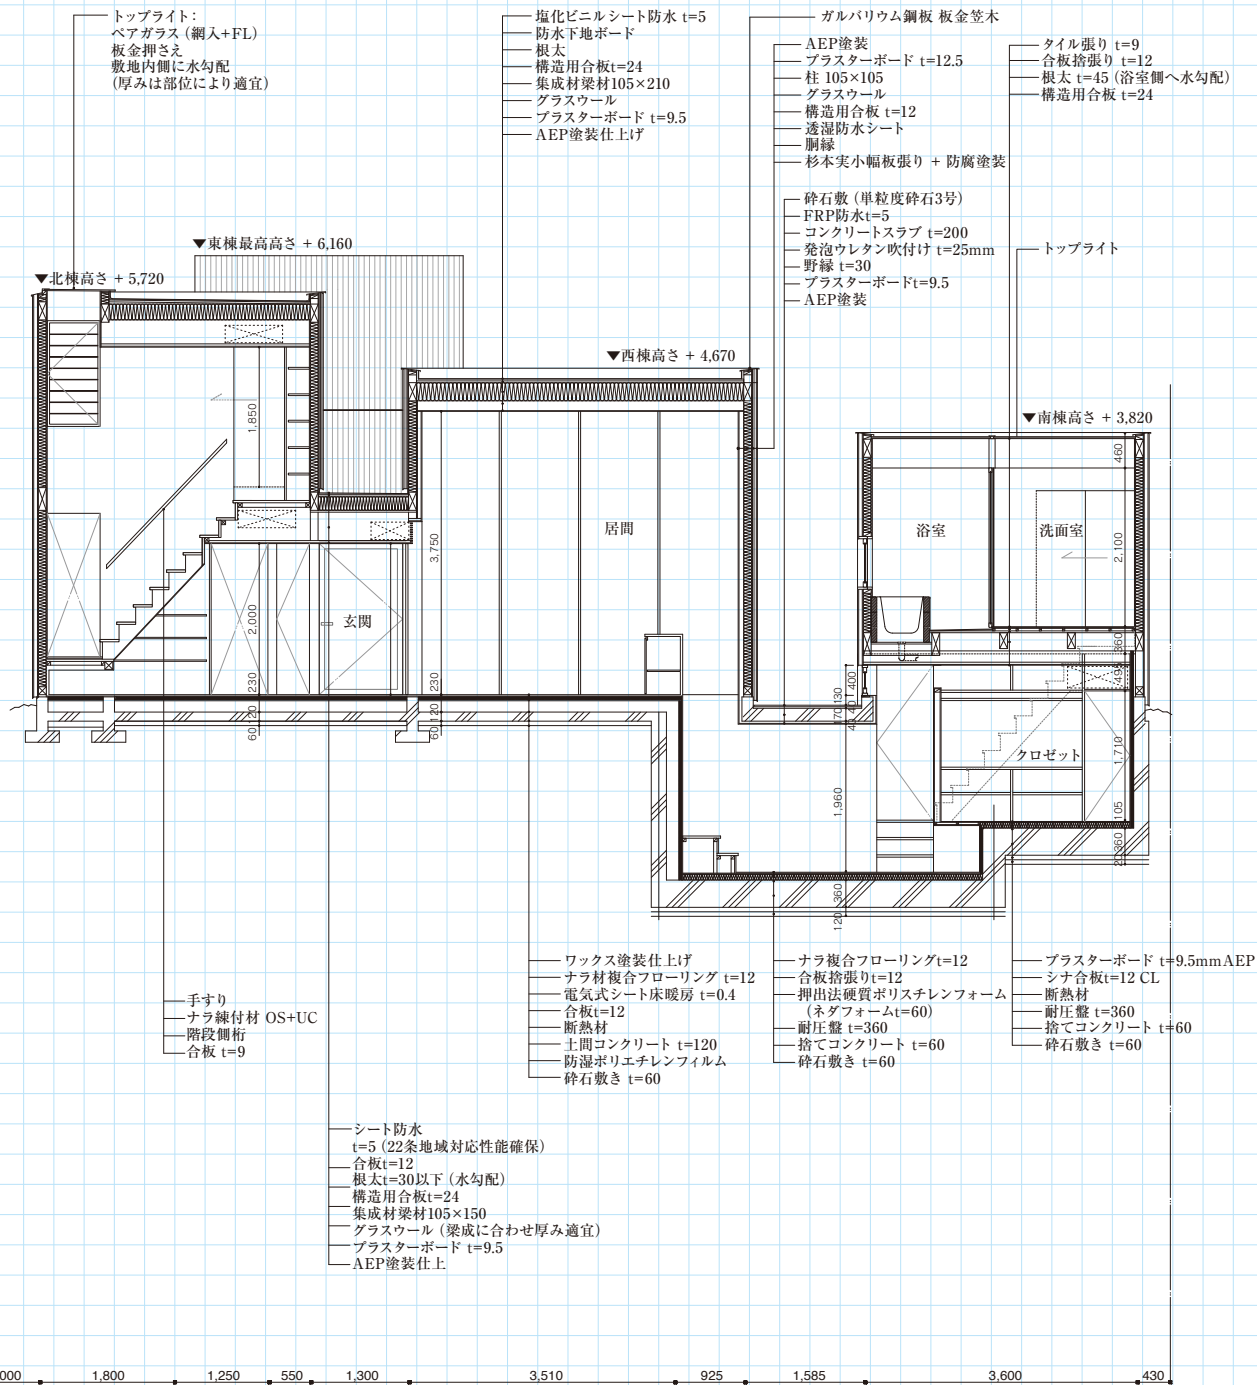 トップライト：
ペアガラス（網入+FL）
板金押さえ
敷地内側に水勾配
（厚みは部位により適宜）
塩化ビニルシート防水 t=5
防水下地ボード
根太
構造用合板t=24
集成材梁材105×210
グラスウール
プラスターボード t=9.5
AEP塗装仕上げ
ガルバリウム鋼板 板金笠木
AEP塗装
プラスターボード t=12.5
柱 105×105
グラスウール
構造用合板 t=12
透湿防水シート
胴縁
杉本実小幅板張り + 防腐塗装
タイル張り t=9
合板捨張り t=12
根太 t=45（浴室側へ水勾配）
構造用合板 t=24
砕石敷（単粒度砕石3号）
FRP防水t=5
コンクリートスラブ t=200
発泡ウレタン吹付け t=25mm
野縁 t=30
プラスターボードt=9.5
AEP塗装
トップライト
▼東棟最高高さ + 6,160
▼北棟高さ + 5,720
▼西棟高さ + 4,670
▼南棟高さ + 3,820
1,850
3,750
2,000
230
230
120
60
120
60
居間
玄関
浴室
洗面室
クロゼット
460
2,100
360
495
1,710
105
360
400
130
170
40
1,960
360
120
手すり
ナラ練付材 OS+UC
階段側桁
合板 t=9
ワックス塗装仕上げ
ナラ材複合フローリング t=12
電気式シート床暖房 t=0.4
合板t=12
断熱材
土間コンクリート t=120
防湿ポリエチレンフィルム
砕石敷き t=60
ナラ複合フローリングt=12
合板捨張りt=12
押出法硬質ポリスチレンフォーム
（ネダフォームt=60）
耐圧盤 t=360
捨てコンクリート t=60
砕石敷き t=60
プラスターボード t=9.5mmAEP
シナ合板t=12 CL
断熱材
耐圧盤 t=360
捨てコンクリート t=60
砕石敷き t=60
シート防水
t=5（22条地域対応性能確保）
合板t=12
根太t=30以下（水勾配）
構造用合板t=24
集成材梁材105×150
グラスウール（梁成に合わせ厚み適宜）
プラスターボード t=9.5
AEP塗装仕上
000 1,800 1,250 550 1,300 3,510 925 1,585 3,600 430